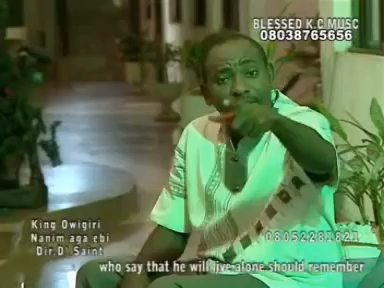 BLESSED K.C MUSC
08038765656
King Owigiri
Nanim aga ebi
Dir.D' Saint
08052281821
who say that he will live alone should remember